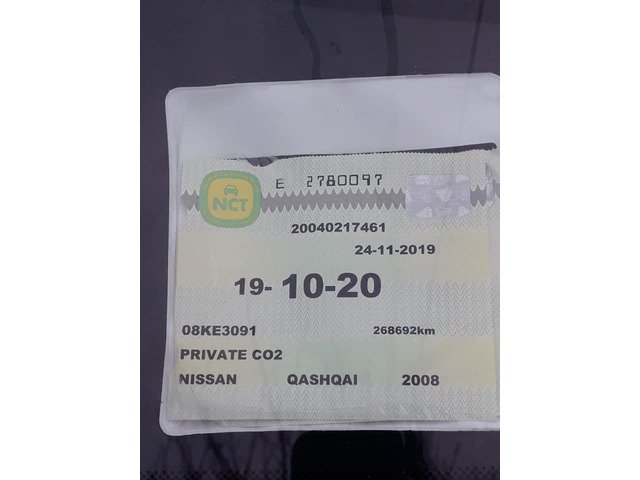 NCT
E 2780097
20040217461
24-11-2019
19- 10-20
08KE3091 268692km
PRIVATE CO2
NISSAN QASHQAI 2008